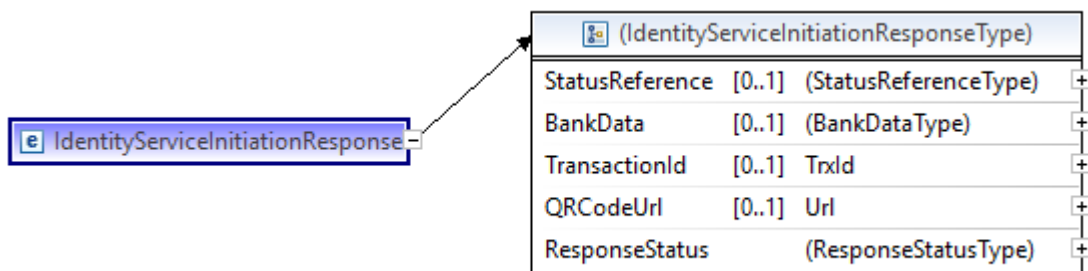 (IdentityServiceInitiationResponseType)
StatusReference [0..1] (StatusReferenceType)
BankData [0..1] (BankDataType)
e IdentityServiceInitiationResponse
TransactionId [0..1] TrxId
QRCodeUrl [0..1] Url
ResponseStatus (ResponseStatusType)